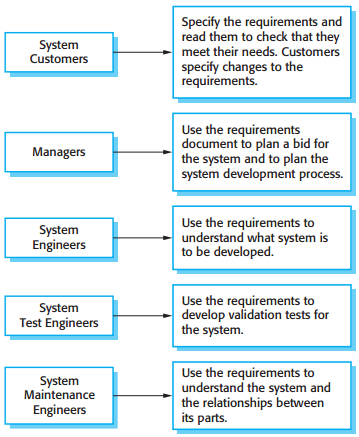 System
Customers
Specify the requirements and
read them to check that they
meet their needs. Customers
specify changes to the
requirements.
Managers
Use the requirements
document to plan a bid for
the system and to plan the
system development process.
System
Engineers
Use the requirements to
understand what system is
to be developed.
System
Test Engineers
Use the requirements to
develop validation tests for
the system.
System
Maintenance
Engineers
Use the requirements to
understand the system and
the relationships between
its parts.